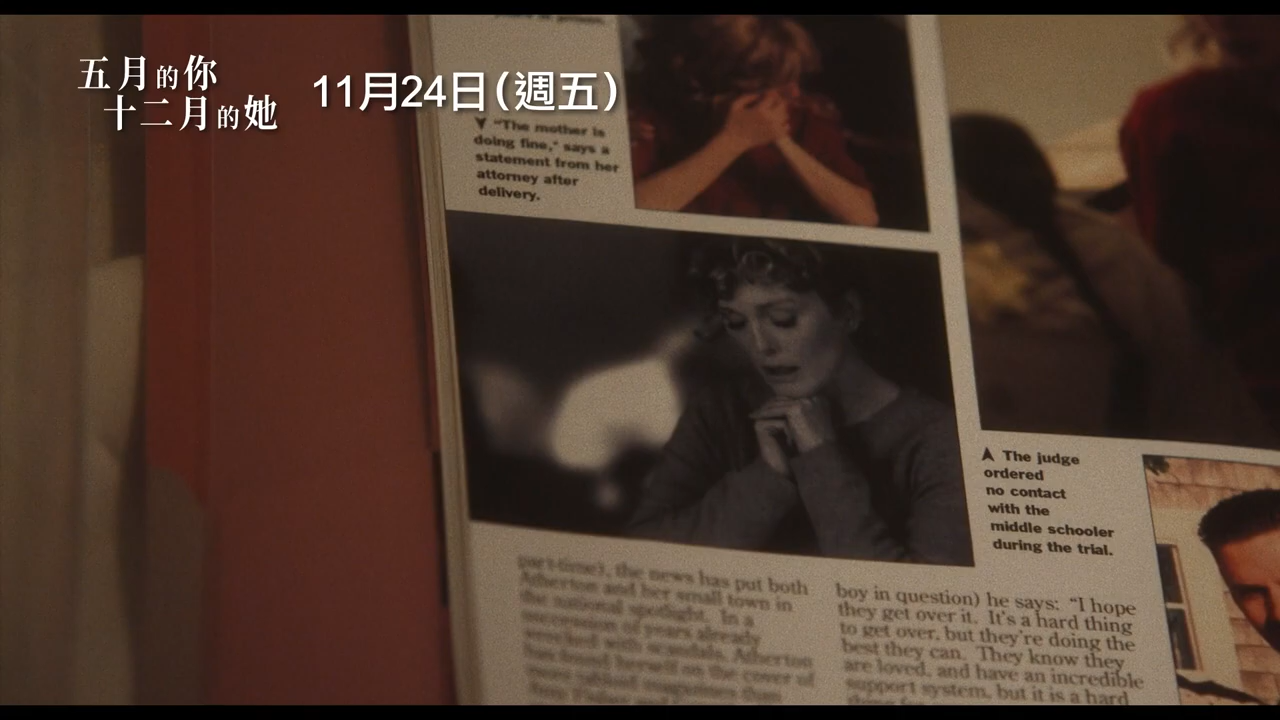 五月的你
十二月的她
11月24日(週五)
"The mother is
doing fine," says a
statement from her
attorney after
delivery.
The judge
ordered
no contact
with the
middle schooler
during the trial.
part-time), the news has put both
Atherton and her small town in
the national spotlight. In a
succession of years already
wrecked with scandals, Atherton
has found herself on the cover of
boy in question) he says: "I hope
they get over it. It's a hard thing
to get over, but they're doing the
best they can. They know they
are loved, and have an incredible
support system, but it is a hard